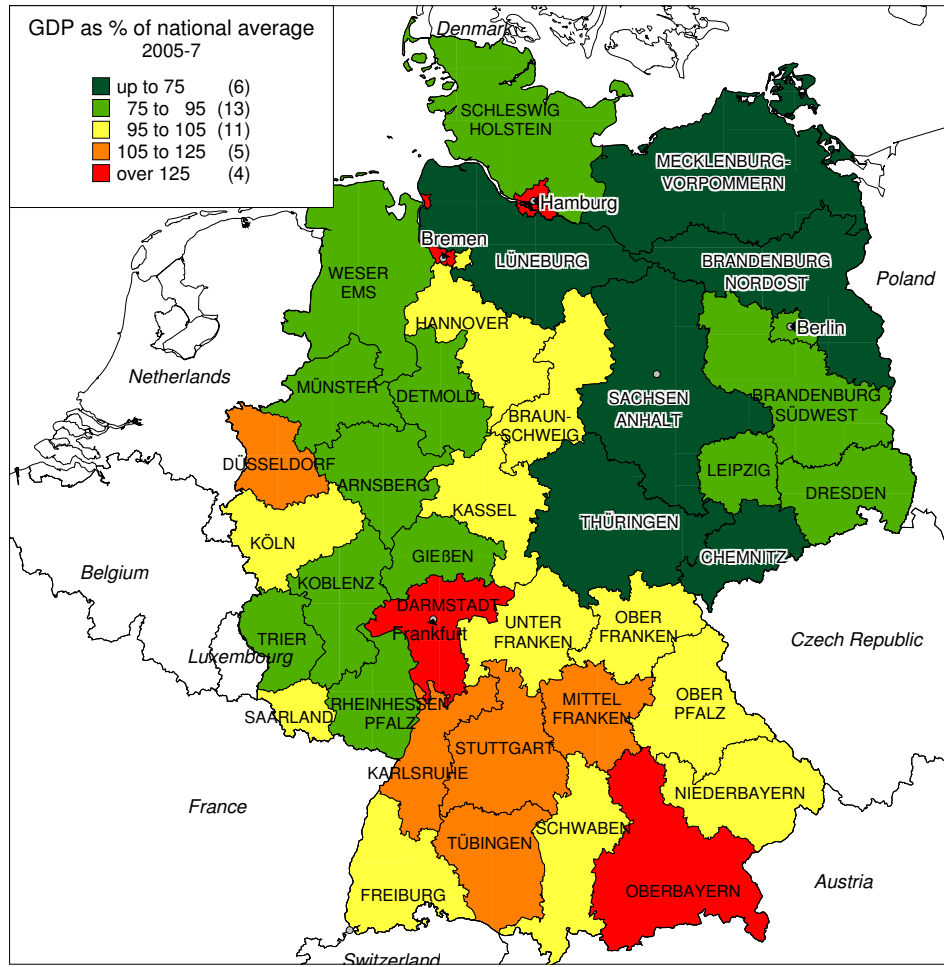 GDP as % of national average
2005-7
up to 75 (6)
75 to 95 (13)
95 to 105 (11)
105 to 125 (5)
over 125 (4)
Denmark
SCHLESWIG
HOLSTEIN
MECKLENBURG-
VORPOMMERN
Hamburg
Bremen
LÜNEBURG
BRANDENBURG
NORDOST
Poland
WESER
EMS
HANNOVER
Berlin
Netherlands
MÜNSTER
DETMOLD
SACHSEN
ANHALT
BRANDENBURG
SÜDWEST
BRAUN-
SCHWEIG
DÜSSELDORF
ARNSBERG
LEIPZIG
DRESDEN
KASSEL
THÜRINGEN
KÖLN
GIEßEN
CHEMNITZ
Belgium
KOBLENZ
DARMSTADT
Frankfurt
UNTER
FRANKEN
OBER
FRANKEN
Czech Republic
TRIER
Luxembourg
SAARLAND
RHEINHESSEN
PFALZ
MITTEL
FRANKEN
OBER
PFALZ
STUTTGART
KARLSRUHE
NIEDERBAYERN
France
TÜBINGEN
SCHWABEN
FREIBURG
OBERBAYERN
Austria
Switzerland